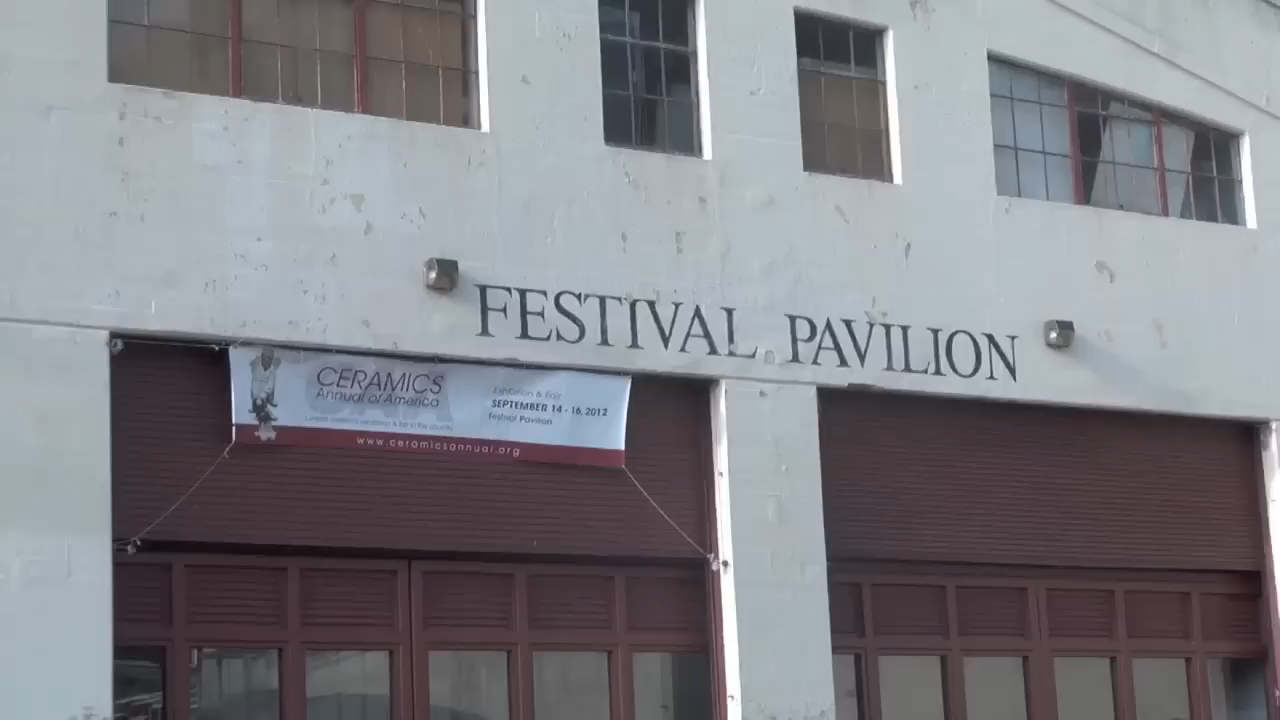 FESTIVAL PAVILION
CERAMICS
Annual of America
Exhibition & Fair
SEPTEMBER 14 - 16, 2012
Festival Pavilion
www.ceramicsannual.org